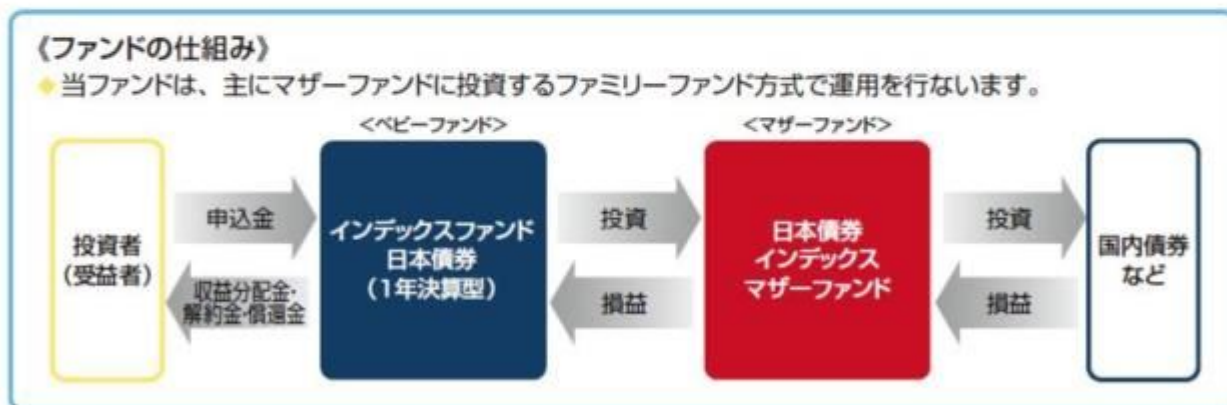 《ファンドの仕組み》
◆当ファンドは、主にマザーファンドに投資するファミリーファンド方式で運用を行ないます。
<ベビーファンド>
<マザーファンド>
投資者
(受益者)
申込金
収益分配金・
解約金・償還金
インデックスファンド
日本債券
(1年決算型)
投資
損益
日本債券
インデックス
マザーファンド
投資
損益
国内債券
など